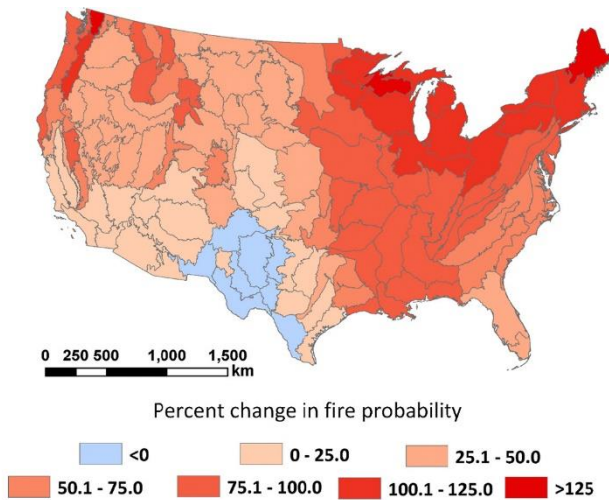 0 250 500 1,000 1,500
km
Percent change in fire probability
<0 0 - 25.0 25.1 - 50.0
50.1 - 75.0 75.1 - 100.0 100.1 - 125.0 >125